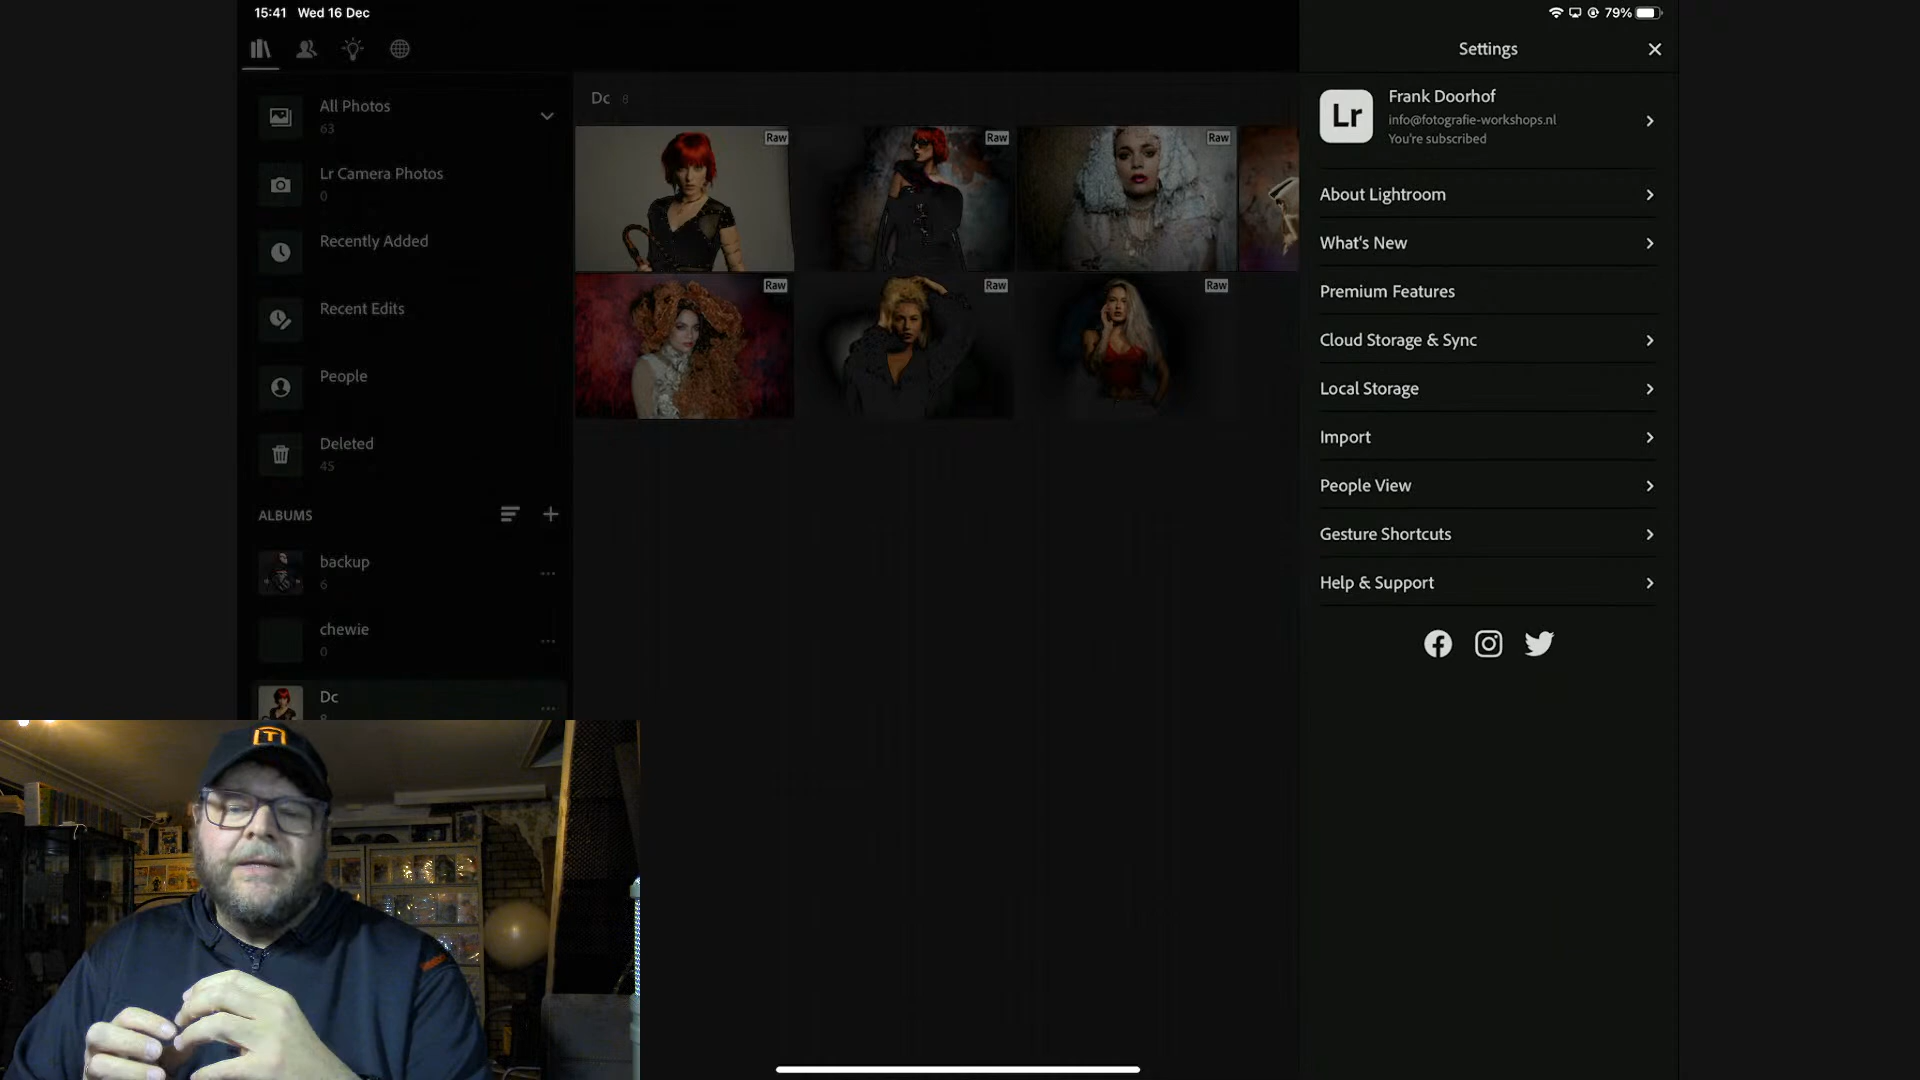 15:41 Wed 16 Dec
79%
Settings
Lr
Frank Doorhof
info@fotografie-workshops.nl
You're subscribed
About Lightroom
What's New
Premium Features
Cloud Storage & Sync
Local Storage
Import
People View
Gesture Shortcuts
Help & Support
All Photos
63
Lr Camera Photos
0
Recently Added
Recent Edits
People
Deleted
45
ALBUMS
backup
6
chewie
0
Dc
8
Dc 8
Raw
Raw
Raw
Raw
Raw
Raw